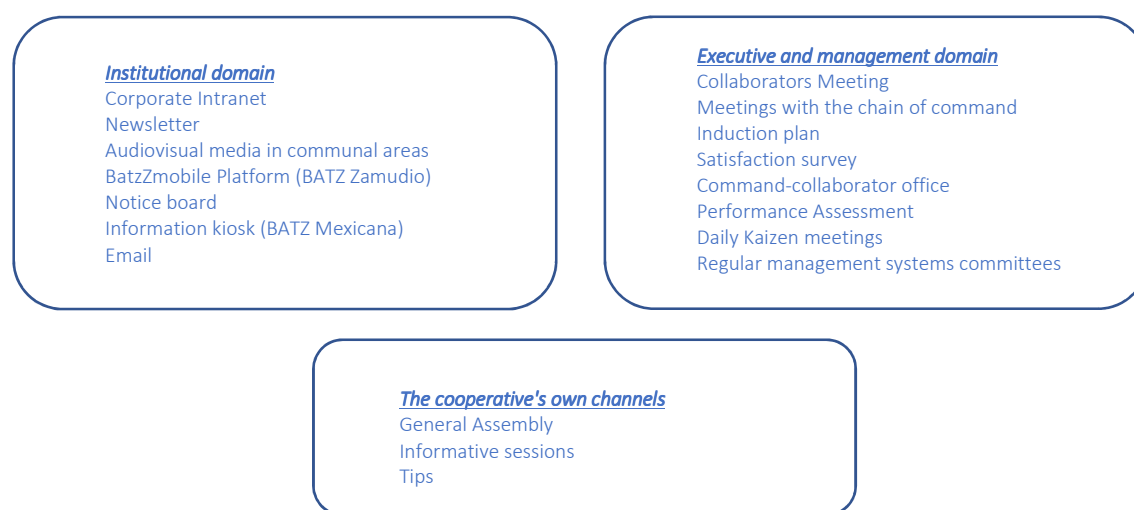 Institutional domain
Corporate Intranet
Newsletter
Audiovisual media in communal areas
BatzZmobile Platform (BATZ Zamudio)
Notice board
Information kiosk (BATZ Mexicana)
Email
Executive and management domain
Collaborators Meeting
Meetings with the chain of command
Induction plan
Satisfaction survey
Command-collaborator office
Performance Assessment
Daily Kaizen meetings
Regular management systems committees
The cooperative's own channels
General Assembly
Informative sessions
Tips